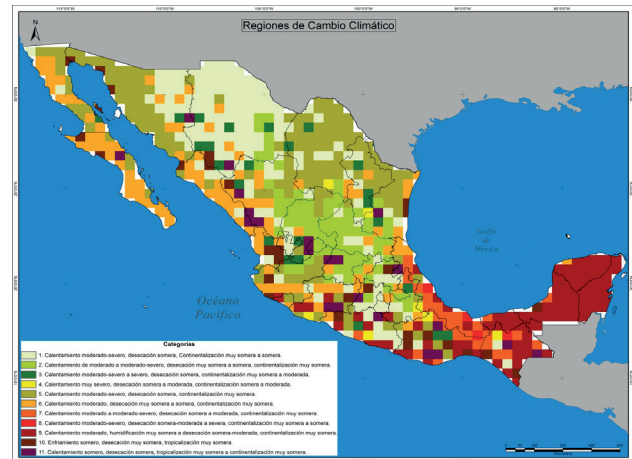 Regiones de Cambio Climático
N
Golfo
de
México
Océano
Pacífico
Categorías
1. Calentamiento moderado-severo, desecación somera, Continentalización muy somera a somera.
2. Calentamiento de moderado a moderado-severo, desecación muy somera a somera, continentalización muy somera.
3. Calentamiento moderado-severo a severo, desecación somera, continentalización muy somera a moderada.
4. Calentamiento muy severo, desecación somera a moderada, continentalización somera a moderada.
5. Calentamiento moderado-severo, desecación somera, continentalización muy somera.
6. Calentamiento moderado, desecación muy somera a somera, continentalización muy somera.
7. Calentamiento moderado a moderado-severo, desecación somera a moderada, continentalización muy somera.
8. Calentamiento moderado-severo, desecación somera-moderada a severa, continentalización somera a somera.
9. Calentamiento moderado, humidificación muy somera a desecación somera-moderada, continentalización muy somera.
10. Enfriamiento somero, desecación muy somera, tropicalización muy somera.
11. Calentamiento somero, desecación somera, tropicalización muy somera a continentalización muy somera.